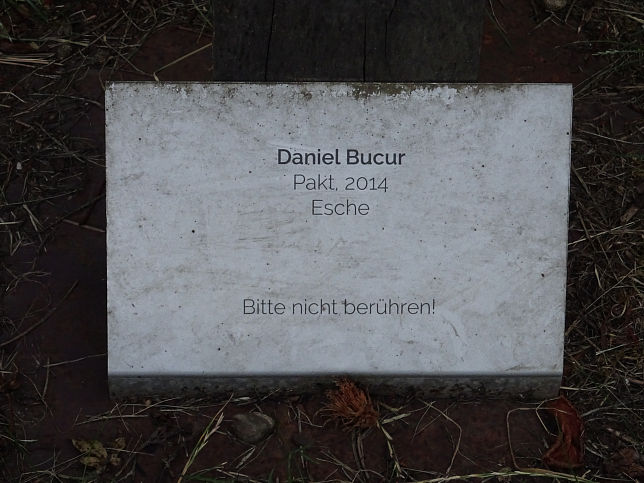 Daniel Bucur
Pakt, 2014
Esche
Bitte nicht berühren!